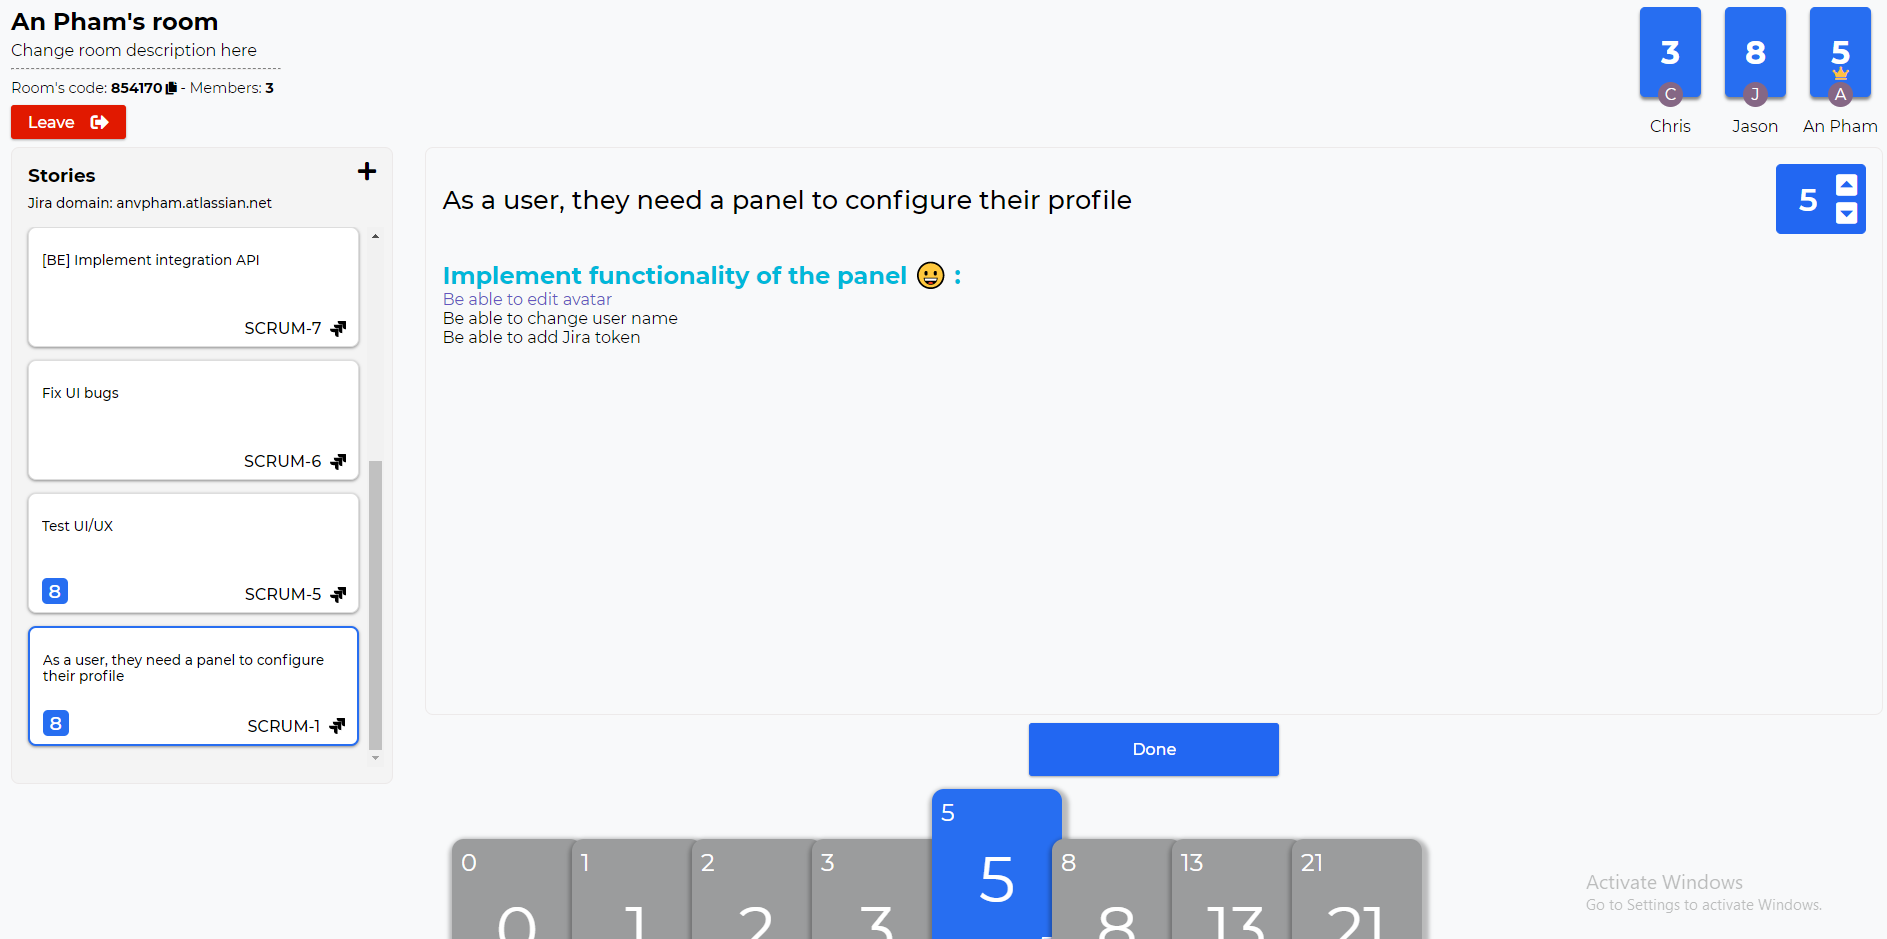 An Pham's room
Change room description here
Room's code: 854170 - Members: 3
Leave
3
C
Chris
8
J
Jason
5
A
An Pham
Stories
Jira domain: anvpham.atlassian.net
[BE] Implement integration API
SCRUM-7
Fix UI bugs
SCRUM-6
Test UI/UX
8
SCRUM-5
As a user, they need a panel to configure
their profile
8
SCRUM-1
As a user, they need a panel to configure their profile
5
Implement functionality of the panel 😀 :
Be able to edit avatar
Be able to change user name
Be able to add Jira token
Done
0
0
1
1
2
2
3
3
5
5
8
8
13
13
21
21
Activate Windows
Go to Settings to activate Windows.